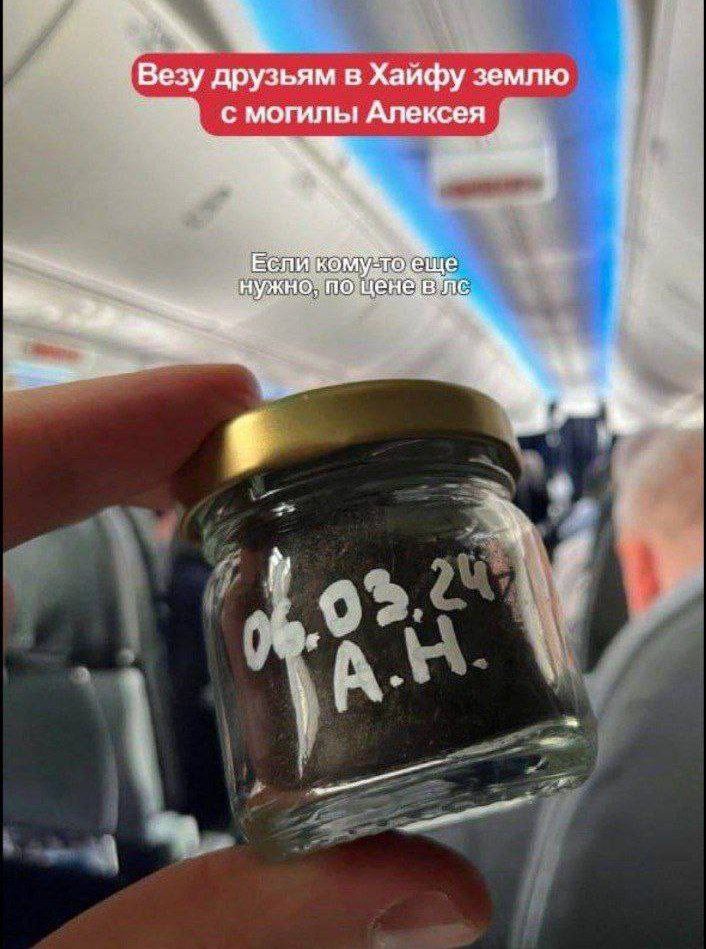 Везу друзьям в Хайфу землю
с могилы Алексея
Если кому-то еще
нужно, по цене в лс
06.03.24
А.Н.